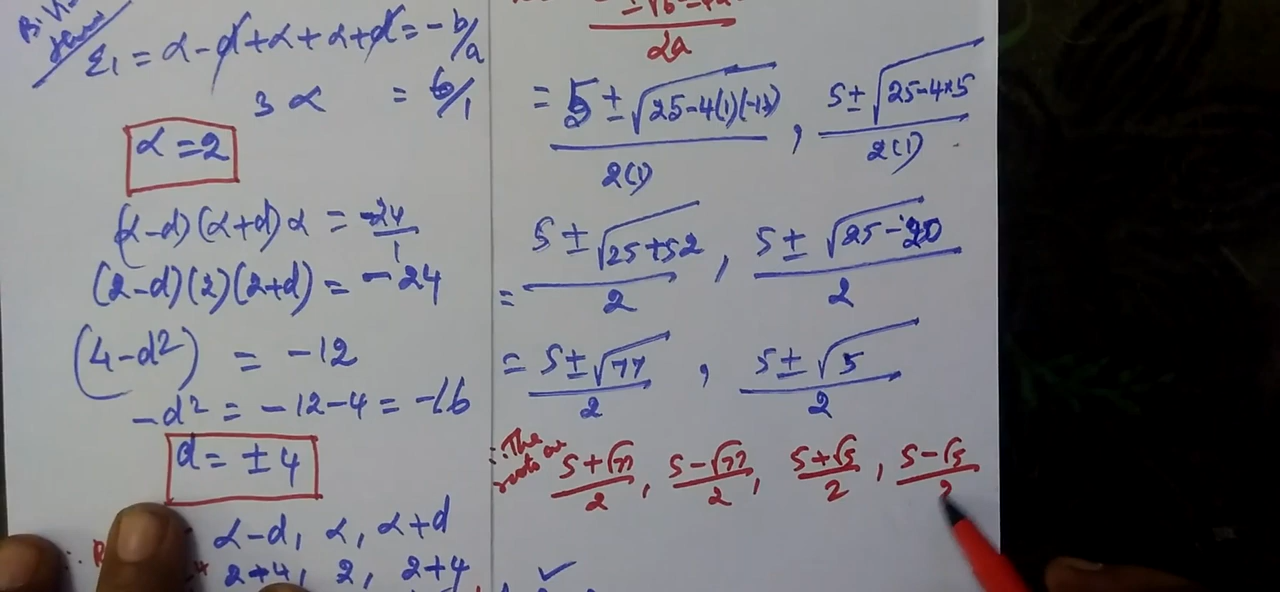 Σ₁ = α-d+α+α+d = -b/a
3α = 6/1
α = 2
(α-d)(α+d)α = -24/1
(2-d)(2)(2+d) = -24
(4-d²) = -12
-d² = -12-4 = -16
d = ±4
α-d, α, α+d
2+4, 2, 2+4
2a
= 5±√25-4(1)(-13)/2(1) , 5±√25-4×5/2(1)
= 5±√25+52/2 , 5±√25-20/2
= 5±√77/2 , 5±√5/2
∴ The roots are 5+√77/2 , 5-√77/2 , 5+√5/2 , 5-√5/2